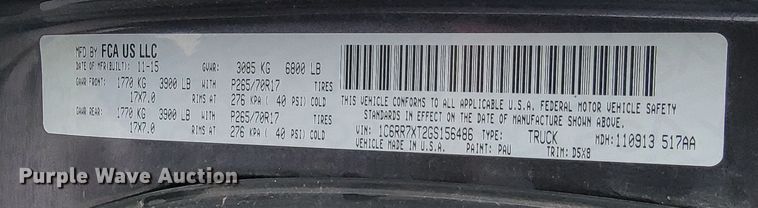 MFD BY FCA US LLC
DATE OF MFR(BUILT): 11-15 GVWR: 3085 KG 6800 LB
GAWR FRONT: 1770 KG 3900 LB WITH P265/70R17 TIRES
17X7.0 RIMS AT 276 KPA ( 40 PSI) COLD
GAWR REAR: 1770 KG 3900 LB WITH P265/70R17 TIRES
17X7.0 RIMS AT 276 KPA ( 40 PSI) COLD
THIS VEHICLE CONFORMS TO ALL APPLICABLE U.S.A. FEDERAL MOTOR VEHICLE SAFETY
STANDARDS IN EFFECT ON THE DATE OF MANUFACTURE SHOWN ABOVE.
VIN: 1C6RR7XT2GS156486 TYPE: TRUCK MDH:110913 517AA
VEHICLE MADE IN U.S.A. PAINT: PAU TRIM: D5X8
Purple Wave Auction